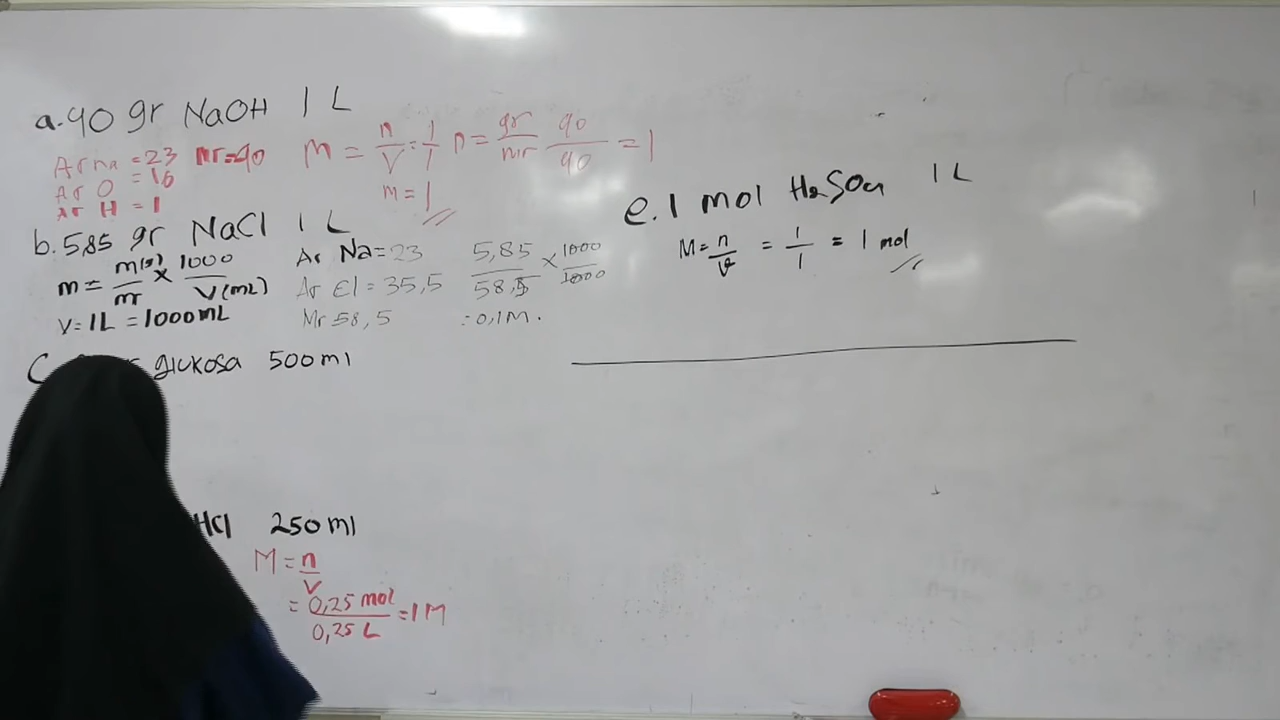 a. 40 gr NaOH 1 L
Ar Na = 23 Mr = 40
Ar O = 16
Ar H = 1
M = n/V = 1/1 n = gr/mr 40/40 = 1
m = 1
b. 5,85 gr NaCl 1 L
m = m(g)/mr × 1000/V(mL)
V = 1L = 1000 mL
Ar Na = 23
Ar Cl = 35,5
Mr 58,5
5,85/58,5 × 1000/1000
= 0,1 M.
C. glukosa 500 ml
HCl 250 ml
M = n/V
= 0,25 mol/0,25 L = 1 M
e. 1 mol H2SO4 1 L
M = n/V = 1/1 = 1 mol